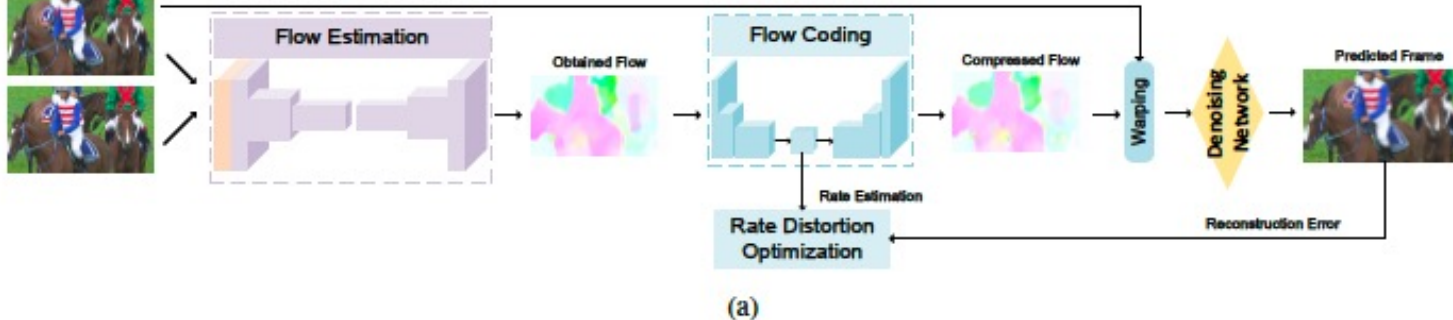 Flow Estimation
Obtained Flow
Flow Coding
Compressed Flow
Warping
Denoising
Network
Predicted Frame
Rate Estimation
Rate Distortion
Optimization
Reconstruction Error
(a)